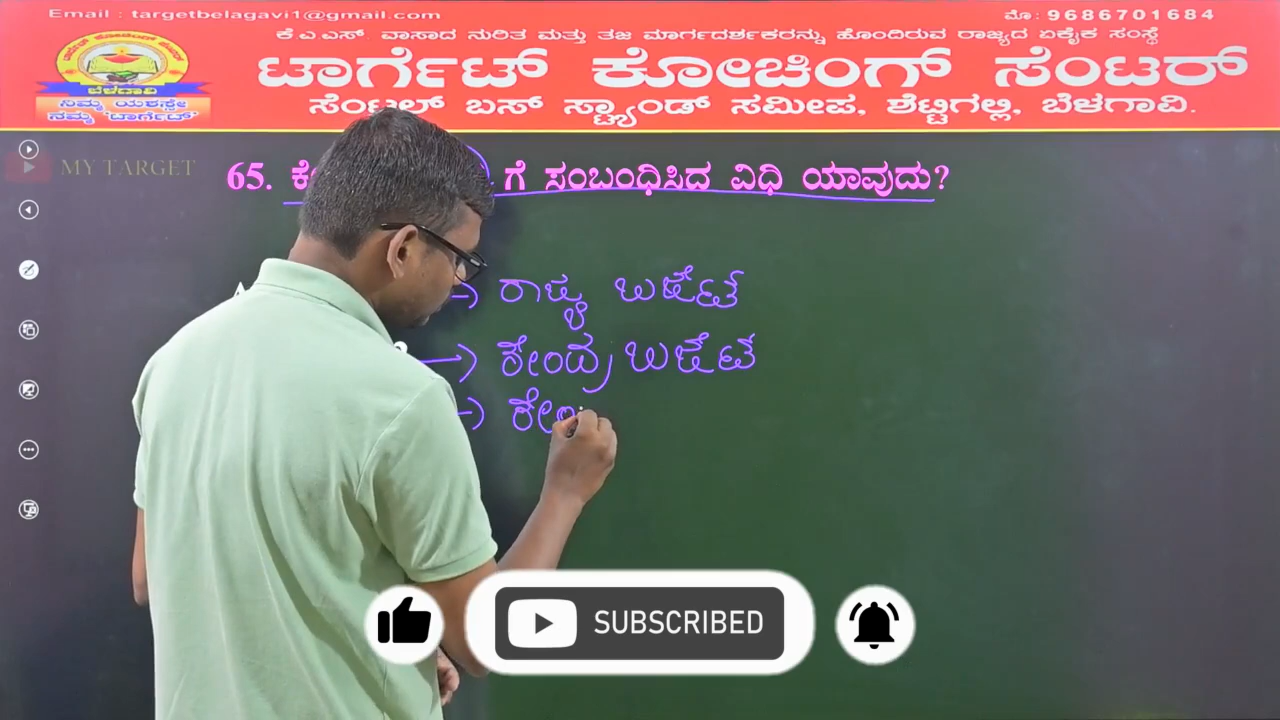 Email : targetbelagavi1@gmail.com
ಮೊ: 9686701684
ಕೆ ಎ ಎಸ್ ವಾಸಾದ ನುರಿತ ಮತ್ತು ತಜ್ಞ ಮಾರ್ಗದರ್ಶಕರನ್ನು ಹೊಂದಿರುವ ರಾಜ್ಯದ ಏಕೈಕ ಸಂಸ್ಥೆ
ಟಾರ್ಗೆಟ್ ಕೋಚಿಂಗ್ ಸೆಂಟರ್
ಸೆಂಟ್ರಲ್ ಬಸ್ ಸ್ಟ್ಯಾಂಡ್ ಸಮೀಪ, ಶೆಟ್ಟಿಗಲ್ಲಿ, ಬೆಳಗಾವಿ.
ಬೆಳಗಾವಿ
ನಿಮ್ಮ ಯಶಸ್ಸೇ
ನಮ್ಮ "ಟಾರ್ಗೆಟ್"
MY TARGET
65. ಗೆ ಸಂಬಂಧಿಸಿದ ವಿಧಿ ಯಾವುದು?
ರಾಜ್ಯ ಬಜೆಟ್
ಕೇಂದ್ರ ಬಜೆಟ್
SUBSCRIBED